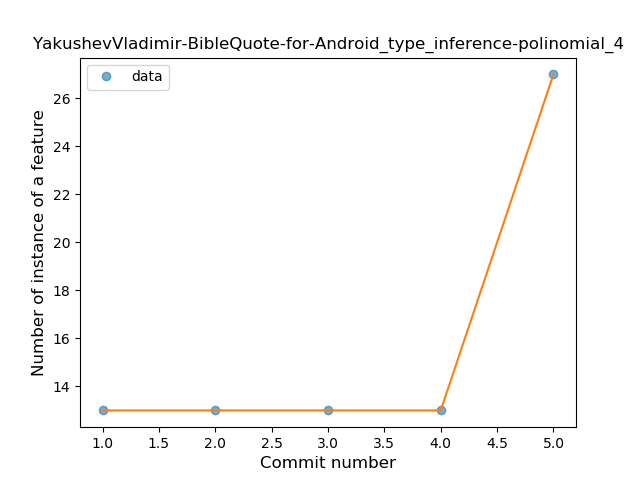 YakushevVladimir-BibleQuote-for-Android_type_inference-polinomial_4
data
Number of instance of a feature
26
24
22
20
18
16
14
1.0 1.5 2.0 2.5 3.0 3.5 4.0 4.5 5.0
Commit number